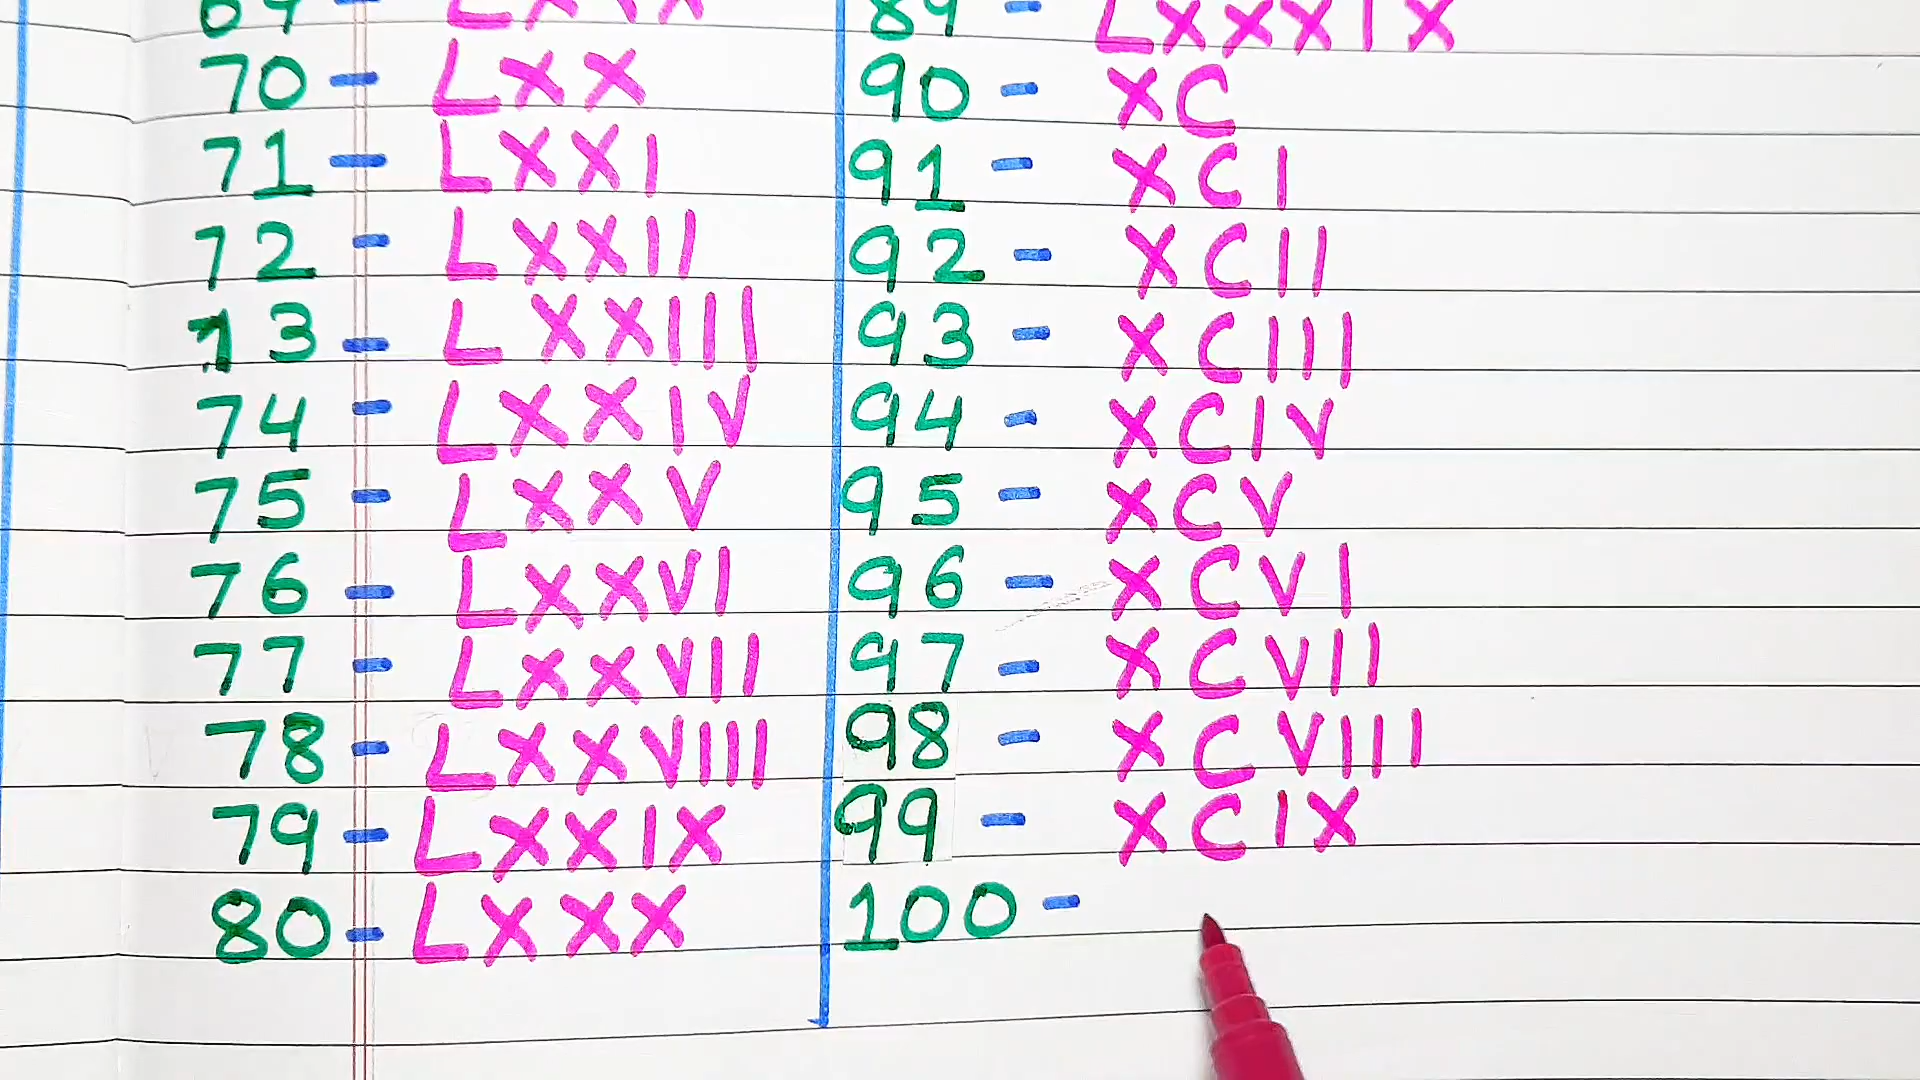 70 - LXX
71 - LXXI
72 - LXXII
73 - LXXIII
74 - LXXIV
75 - LXXV
76 - LXXVI
77 - LXXVII
78 - LXXVIII
79 - LXXIX
80 - LXXX
89 - LXXXIX
90 - XC
91 - XCI
92 - XCII
93 - XCIII
94 - XCIV
95 - XCV
96 - XCVI
97 - XCVII
98 - XCVIII
99 - XCIX
100 -